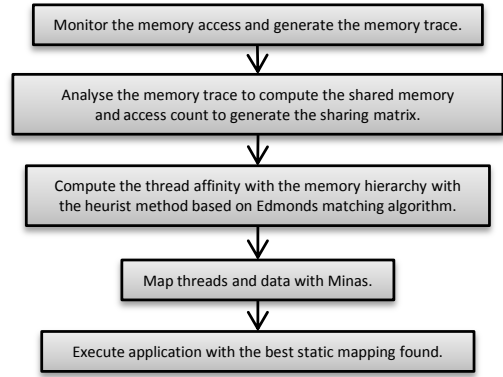 Monitor the memory access and generate the memory trace.
Analyse the memory trace to compute the shared memory
and access count to generate the sharing matrix.
Compute the thread affinity with the memory hierarchy with
the heurist method based on Edmonds matching algorithm.
Map threads and data with Minas.
Execute application with the best static mapping found.